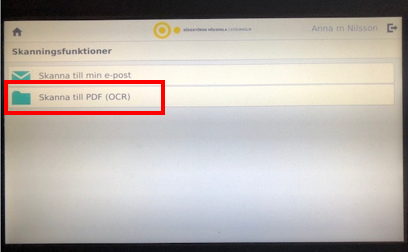 Anna m Nilsson
Skanningsfunktioner
Skanna till min e-post
Skanna till PDF (OCR)